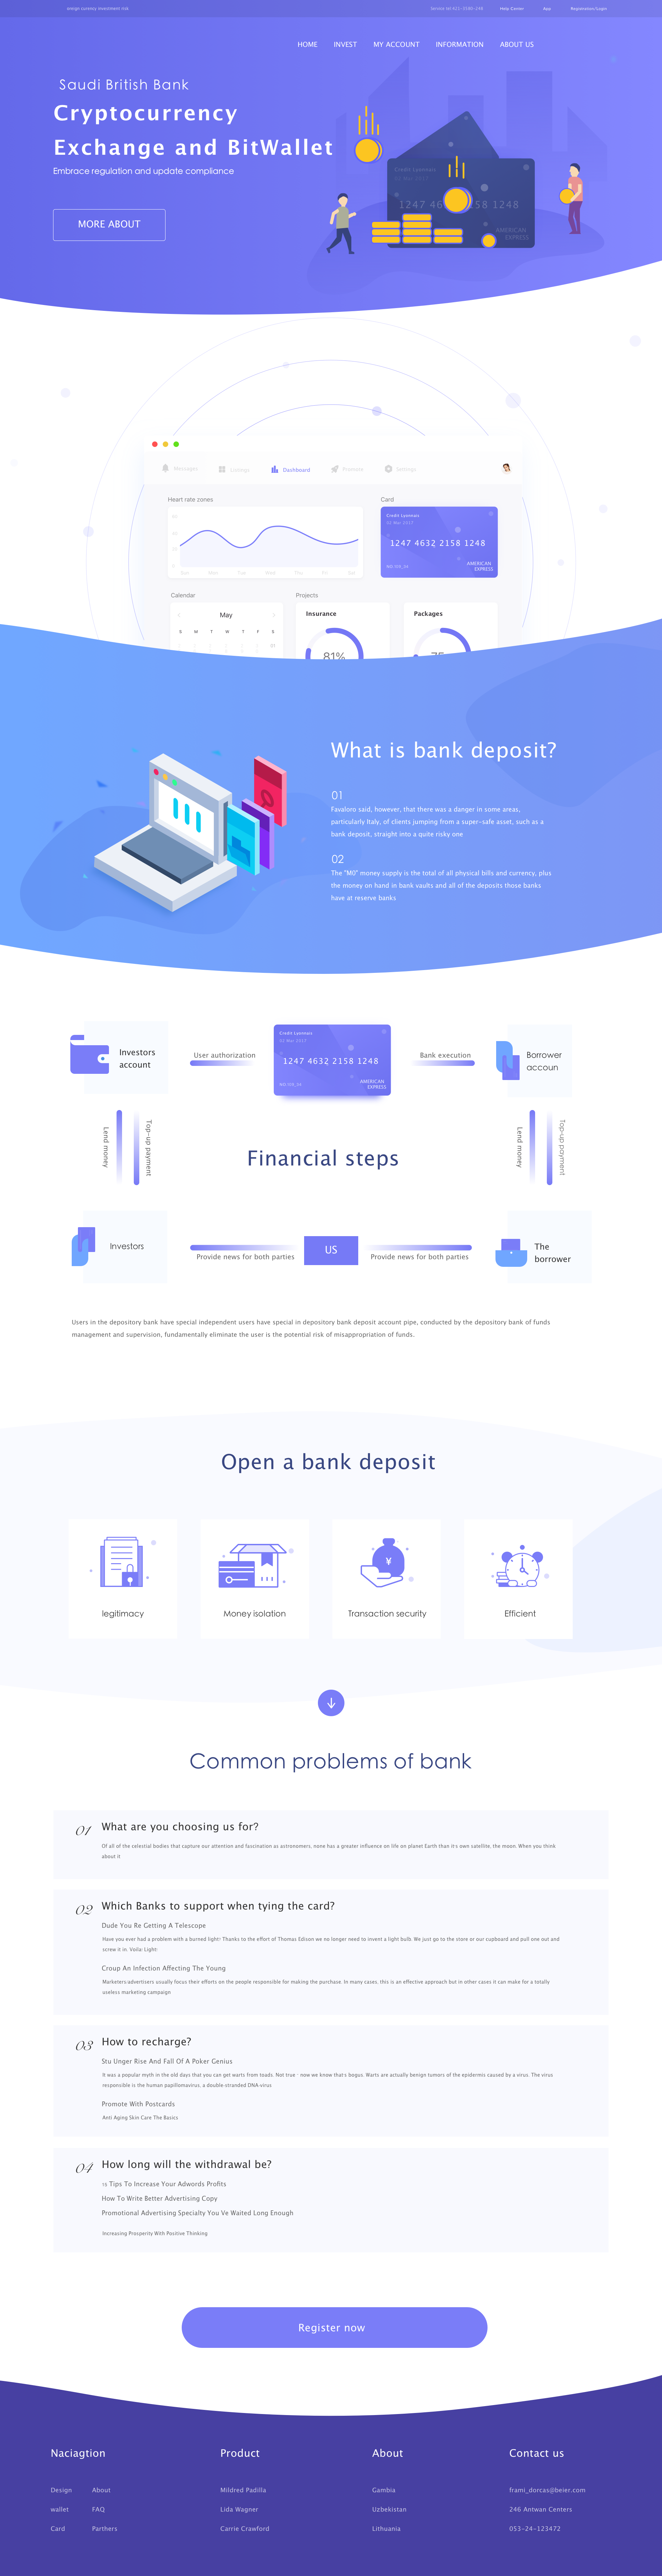 oreign curency investment risk
Service tel:021-3580-248 Help Center App Registration/Login
HOME INVEST MY ACCOUNT INFORMATION ABOUT US
Saudi British Bank
Cryptocurrency
Exchange and BitWallet
Embrace regulation and update compliance
MORE ABOUT
Credit Lyonnais
02 Mar 2017
1247 46 58 1248
AMERICAN
EXPRESS
Messages Listings Dashboard Promote Settings
Heart rate zones
Card
Credit Lyonnais
02 Mar 2017
1247 4632 2158 1248
AMERICAN
EXPRESS
Sun Mon Tue Wed Thu Fri Sat
Calendar
Projects
May
Insurance
Packages
S M T W T F S
81%
75
What is bank deposit?
01
Favaloro said, however, that there was a danger in some areas,
particularly Italy, of clients jumping from a super-safe asset, such as a
bank deposit, straight into a quite risky one
02
The "M0" money supply is the total of all physical bills and currency, plus
the money on hand in bank vaults and all of the deposits those banks
have at reserve banks
Investors
account
User authorization
Credit Lyonnais
02 Mar 2017
1247 4632 2158 1248
AMERICAN
EXPRESS
Bank execution
Borrower
accoun
Lend money
Top-up payment
Financial steps
Lend money
Top-up payment
Investors
Provide news for both parties
US
Provide news for both parties
The
borrower
Users in the depository bank have special independent users have special in depository bank deposit account pipe, conducted by the depository bank of funds
management and supervision, fundamentally eliminate the user is the potential risk of misappropriation of funds.
Open a bank deposit
¥
legitimacy
Money isolation
Transaction security
Efficient
Common problems of bank
01
What are you choosing us for?
Of all of the celestial bodies that capture our attention and fascination as astronomers, none has a greater influence on life on planet Earth than it's own satellite, the moon. When you think
about it
02
Which Banks to support when tying the card?
Dude You Re Getting A Telescope
Have you ever had a problem with a burned light? Thanks to the effort of Thomas Edison we no longer need to invent a light bulb. We just go to the store or our cupboard and pull one out and
screw it in. Voila! Light!
Croup An Infection Affecting The Young
Marketers/advertisers usually focus their efforts on the people responsible for making the purchase. In many cases, this is an effective approach but in other cases it can make for a totally
useless marketing campaign
03
How to recharge?
Stu Unger Rise And Fall Of A Poker Genius
It was a popular myth in the old days that you can get warts from toads. Not true – now we know that's bogus. Warts are actually benign tumors of the epidermis caused by a virus. The virus
responsible is the human papillomavirus, a double-stranded DNA-virus
Promote With Postcards
Anti Aging Skin Care The Basics
04
How long will the withdrawal be?
Tips To Increase Your Adwords Profits
How To Write Better Advertising Copy
Promotional Advertising Specialty You Ve Waited Long Enough
Increasing Prosperity With Positive Thinking
Register now
Naciagtion
Product
About
Contact us
Design About Mildred Padilla Gambia frami_dorcas@beier.com
wallet FAQ Lida Wagner Uzbekistan 246 Antwan Centers
Card Parthers Carrie Crawford Lithuania 053-24-123472